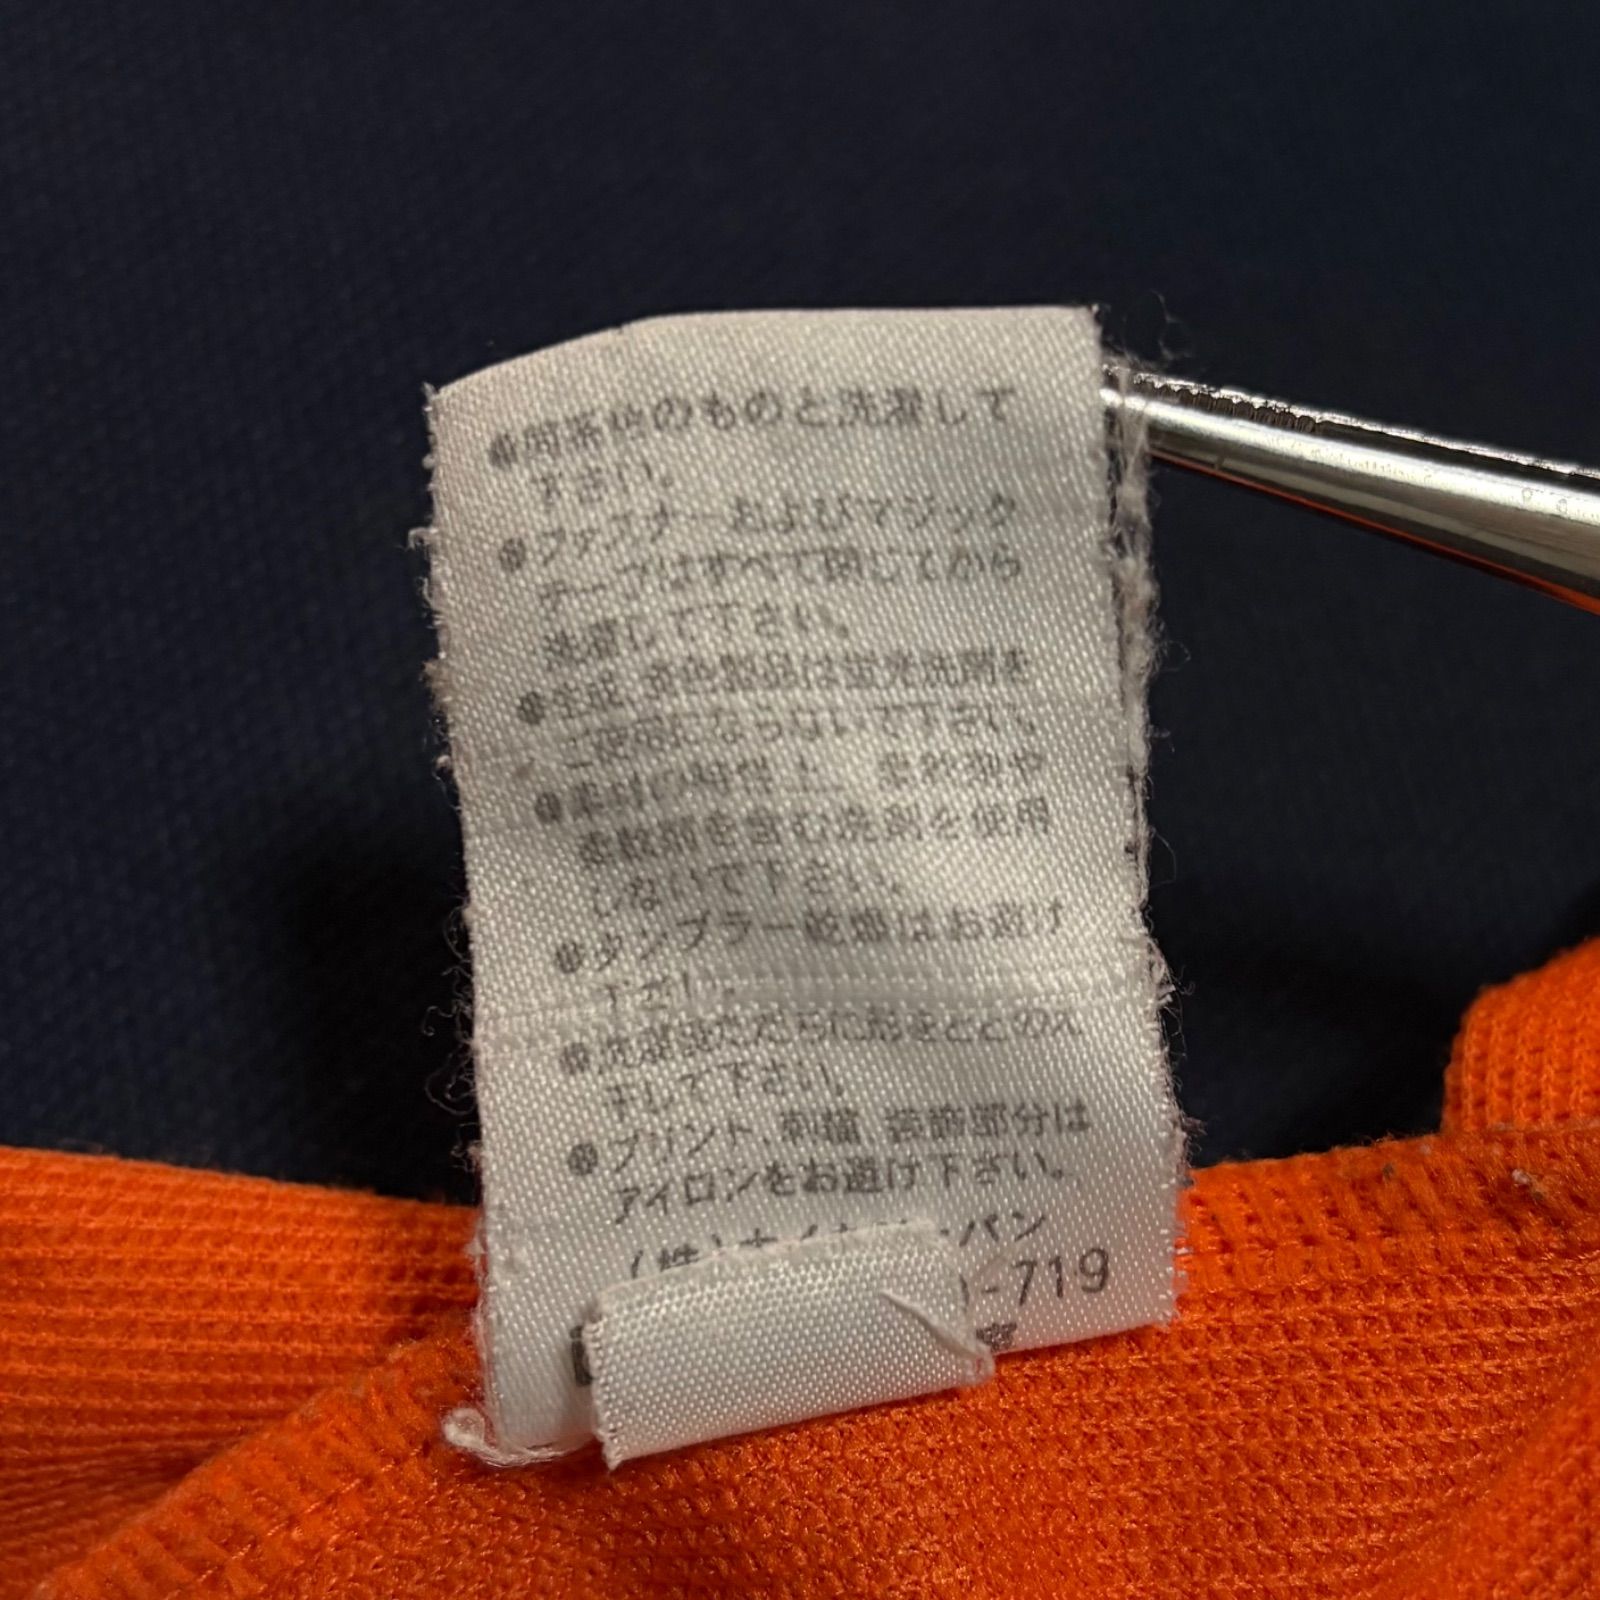 ●同系色のものと洗濯して
下さい。
●ファスナーおよびマジック
テープはすべて閉じてから
洗濯して下さい。
●生成 淡色製品は蛍光洗剤を
ご使用にならないで下さい。
●素材の特性上、
を含む洗剤を使用
しないで下さい。
●タンブラー乾燥はお避け
下さい。
●洗濯後ただちに形をととのえ
干して下さい。
●プリント、刺繍 装飾部分は
アイロンをお避け下さい。
(株)ナイ パン
-719